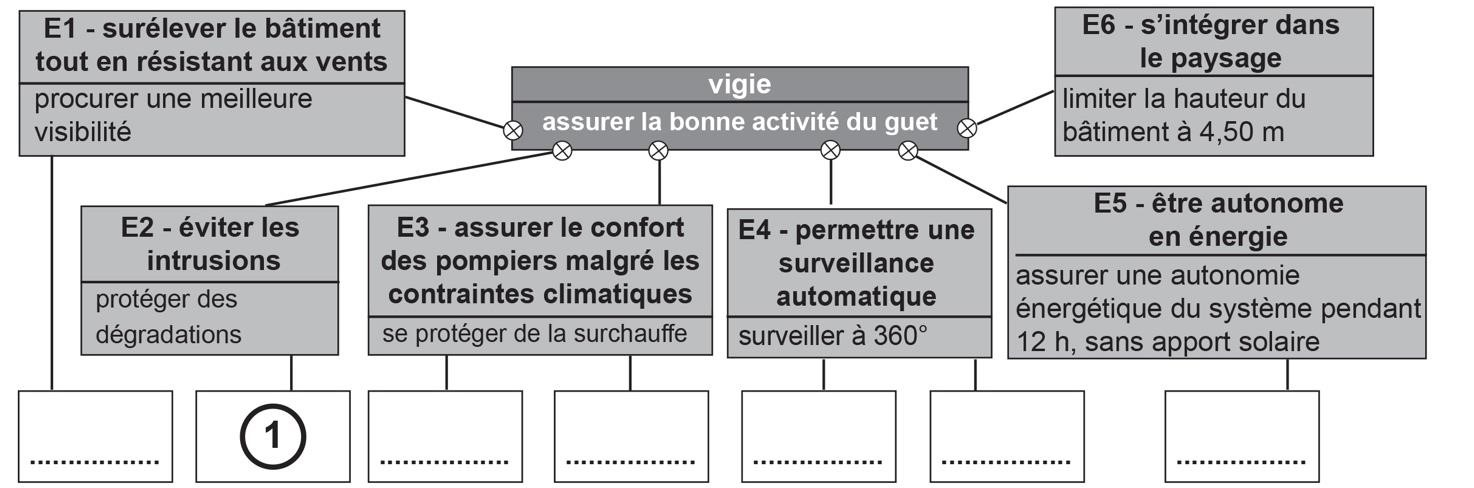 E1 - surélever le bâtiment
tout en résistant aux vents
procurer une meilleure
visibilité
vigie
assurer la bonne activité du guet
E6 - s’intégrer dans
le paysage
limiter la hauteur du
bâtiment à 4,50 m
E2 - éviter les
intrusions
protéger des
dégradations
E3 - assurer le confort
des pompiers malgré les
contraintes climatiques
se protéger de la surchauffe
E4 - permettre une
surveillance
automatique
surveiller à 360°
E5 - être autonome
en énergie
assurer une autonomie
énergétique du système pendant
12 h, sans apport solaire
.................
1
.................
.................
.................
.................
.................